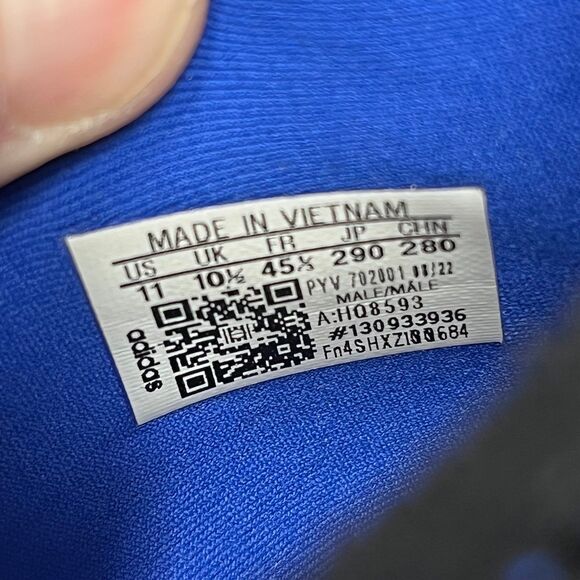 MADE IN VIETNAM
US UK FR JP CHN
11 10½ 45⅓ 290 280
PYV 702001 08/22
MALE/MÂLE
A:HQ8593
#130933936
adidas